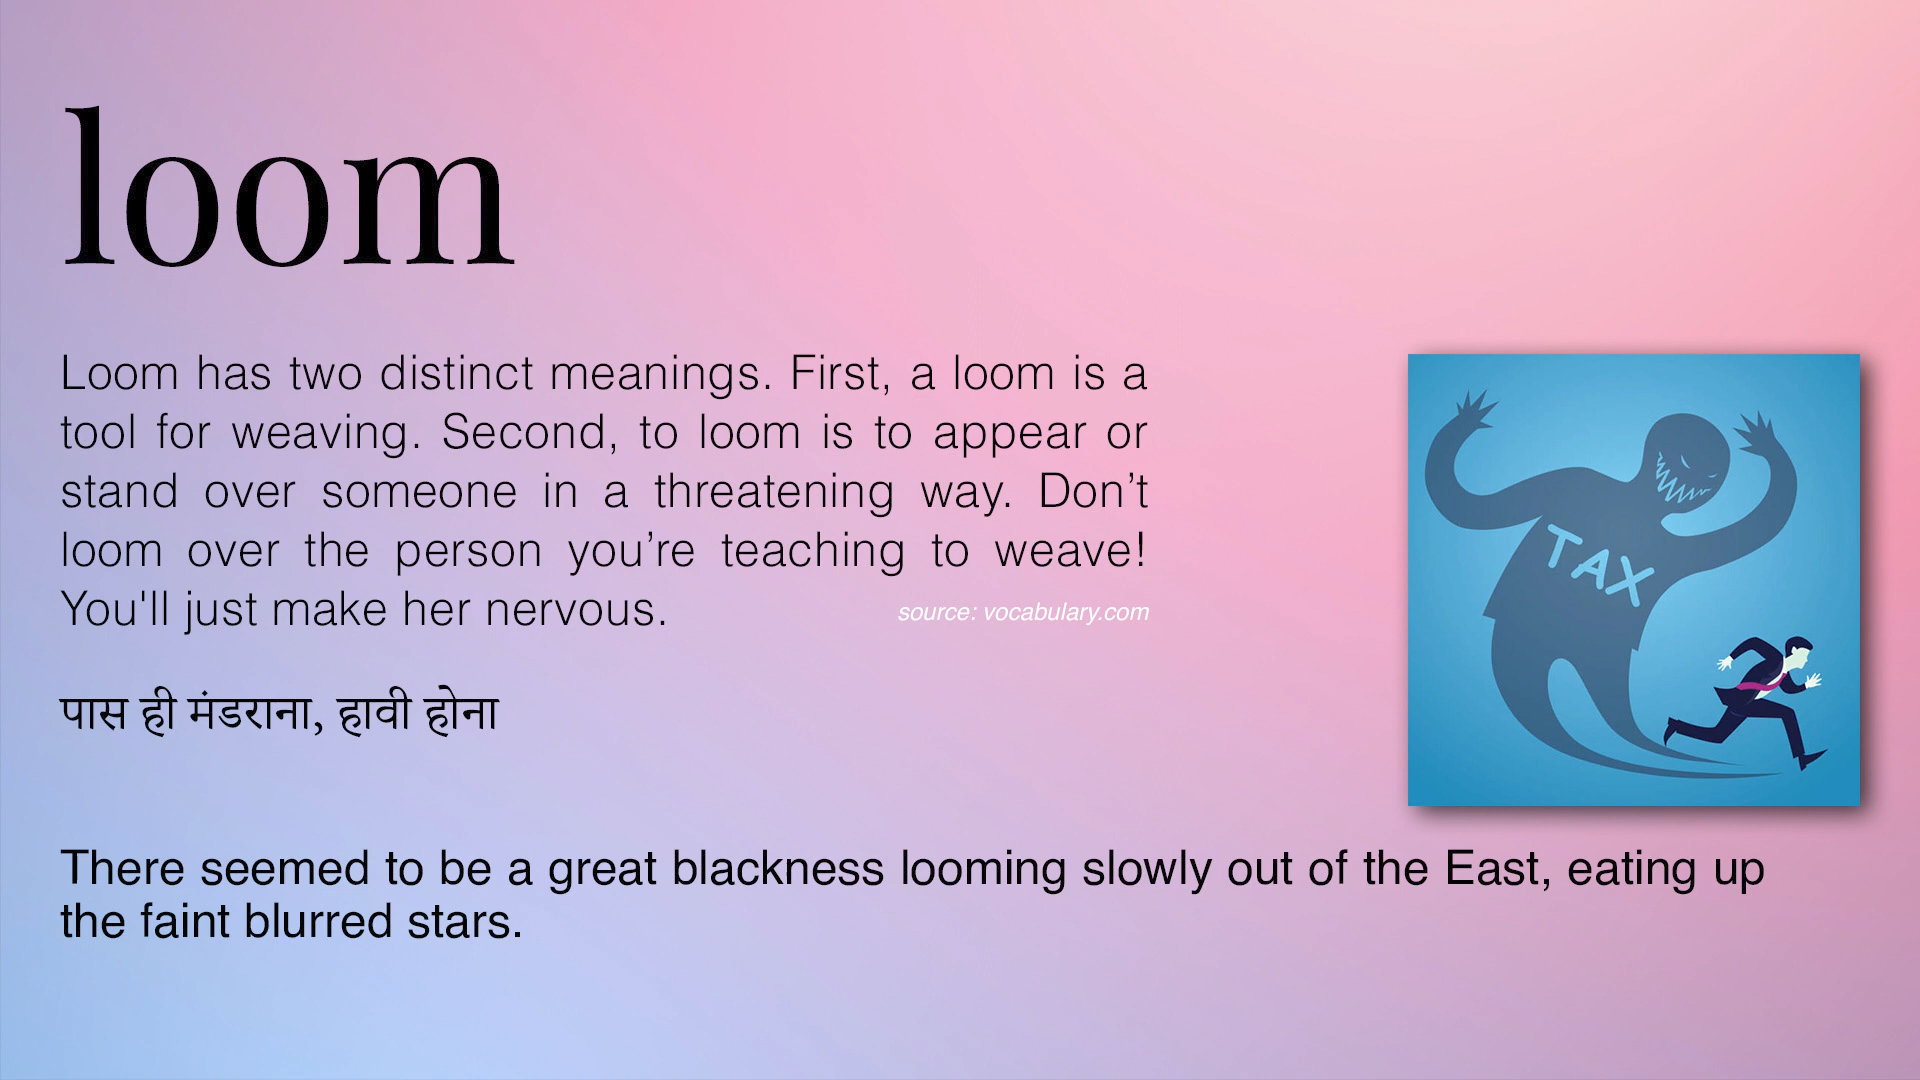 loom
Loom has two distinct meanings. First, a loom is a
tool for weaving. Second, to loom is to appear or
stand over someone in a threatening way. Don’t
loom over the person you’re teaching to weave!
You'll just make her nervous.
source: vocabulary.com
पास ही मंडराना, हावी होना
TAX
There seemed to be a great blackness looming slowly out of the East, eating up
the faint blurred stars.